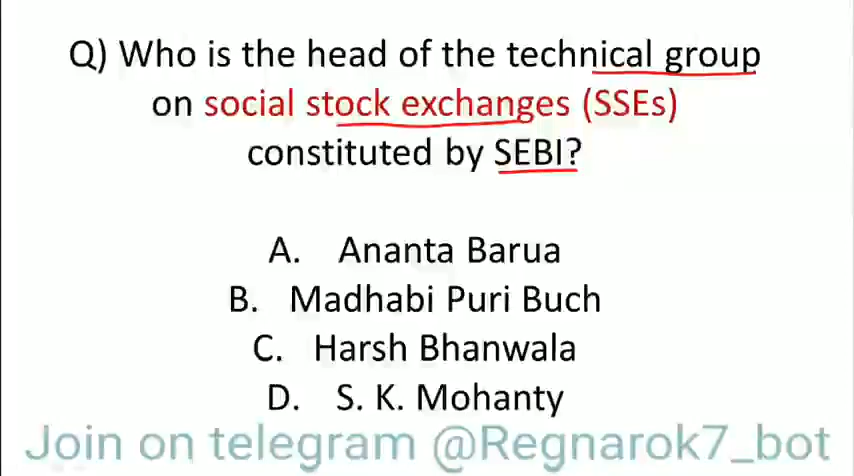 Q) Who is the head of the technical group
on social stock exchanges (SSEs)
constituted by SEBI?
A. Ananta Barua
B. Madhabi Puri Buch
C. Harsh Bhanwala
D. S. K. Mohanty
Join on telegram @Regnarok7_bot